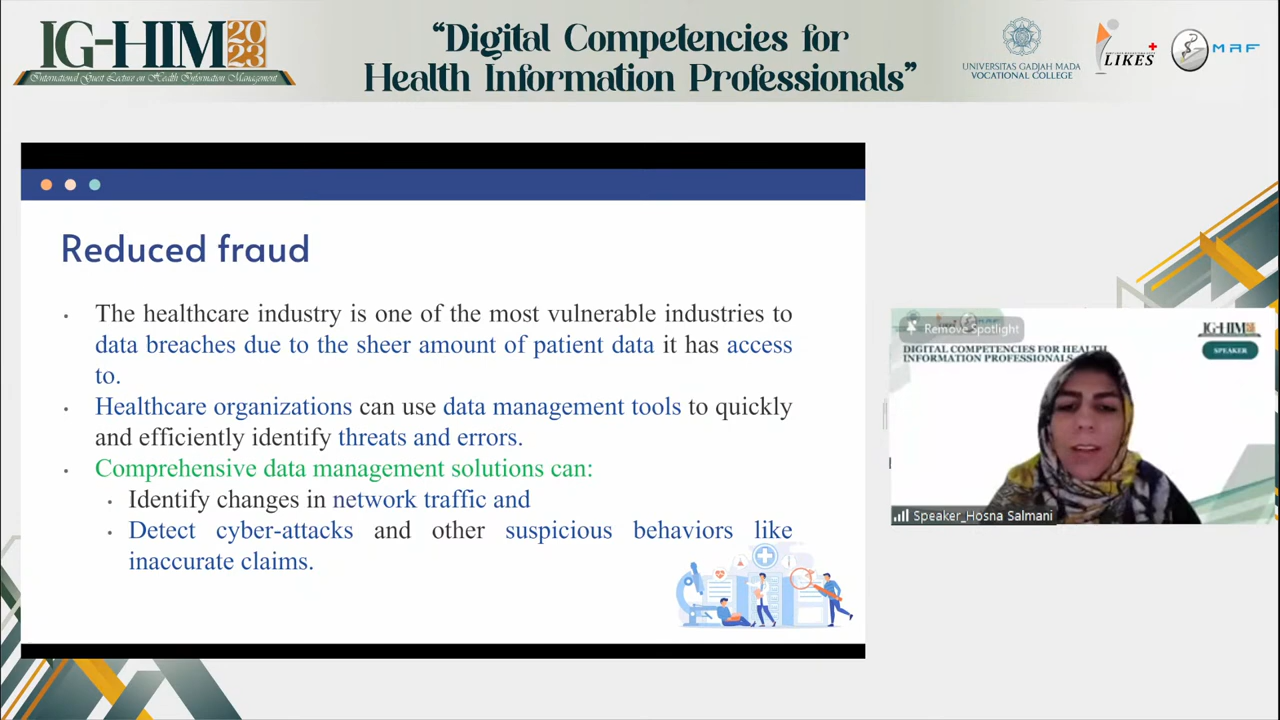 IG-HIM 2023
International Guest Lecture on Health Information Management
“Digital Competencies for
Health Information Professionals”
UNIVERSITAS GADJAH MADA
VOCATIONAL COLLEGE
LIKES
MRF
Reduced fraud
• The healthcare industry is one of the most vulnerable industries to
data breaches due to the sheer amount of patient data it has access
to.
• Healthcare organizations can use data management tools to quickly
and efficiently identify threats and errors.
• Comprehensive data management solutions can:
• Identify changes in network traffic and
• Detect cyber-attacks and other suspicious behaviors like
inaccurate claims.
Remove Spotlight
IG-HIM
SPEAKER
DIGITAL COMPETENCIES FOR HEALTH
INFORMATION PROFESSIONALS
Speaker_Hosna Salmani